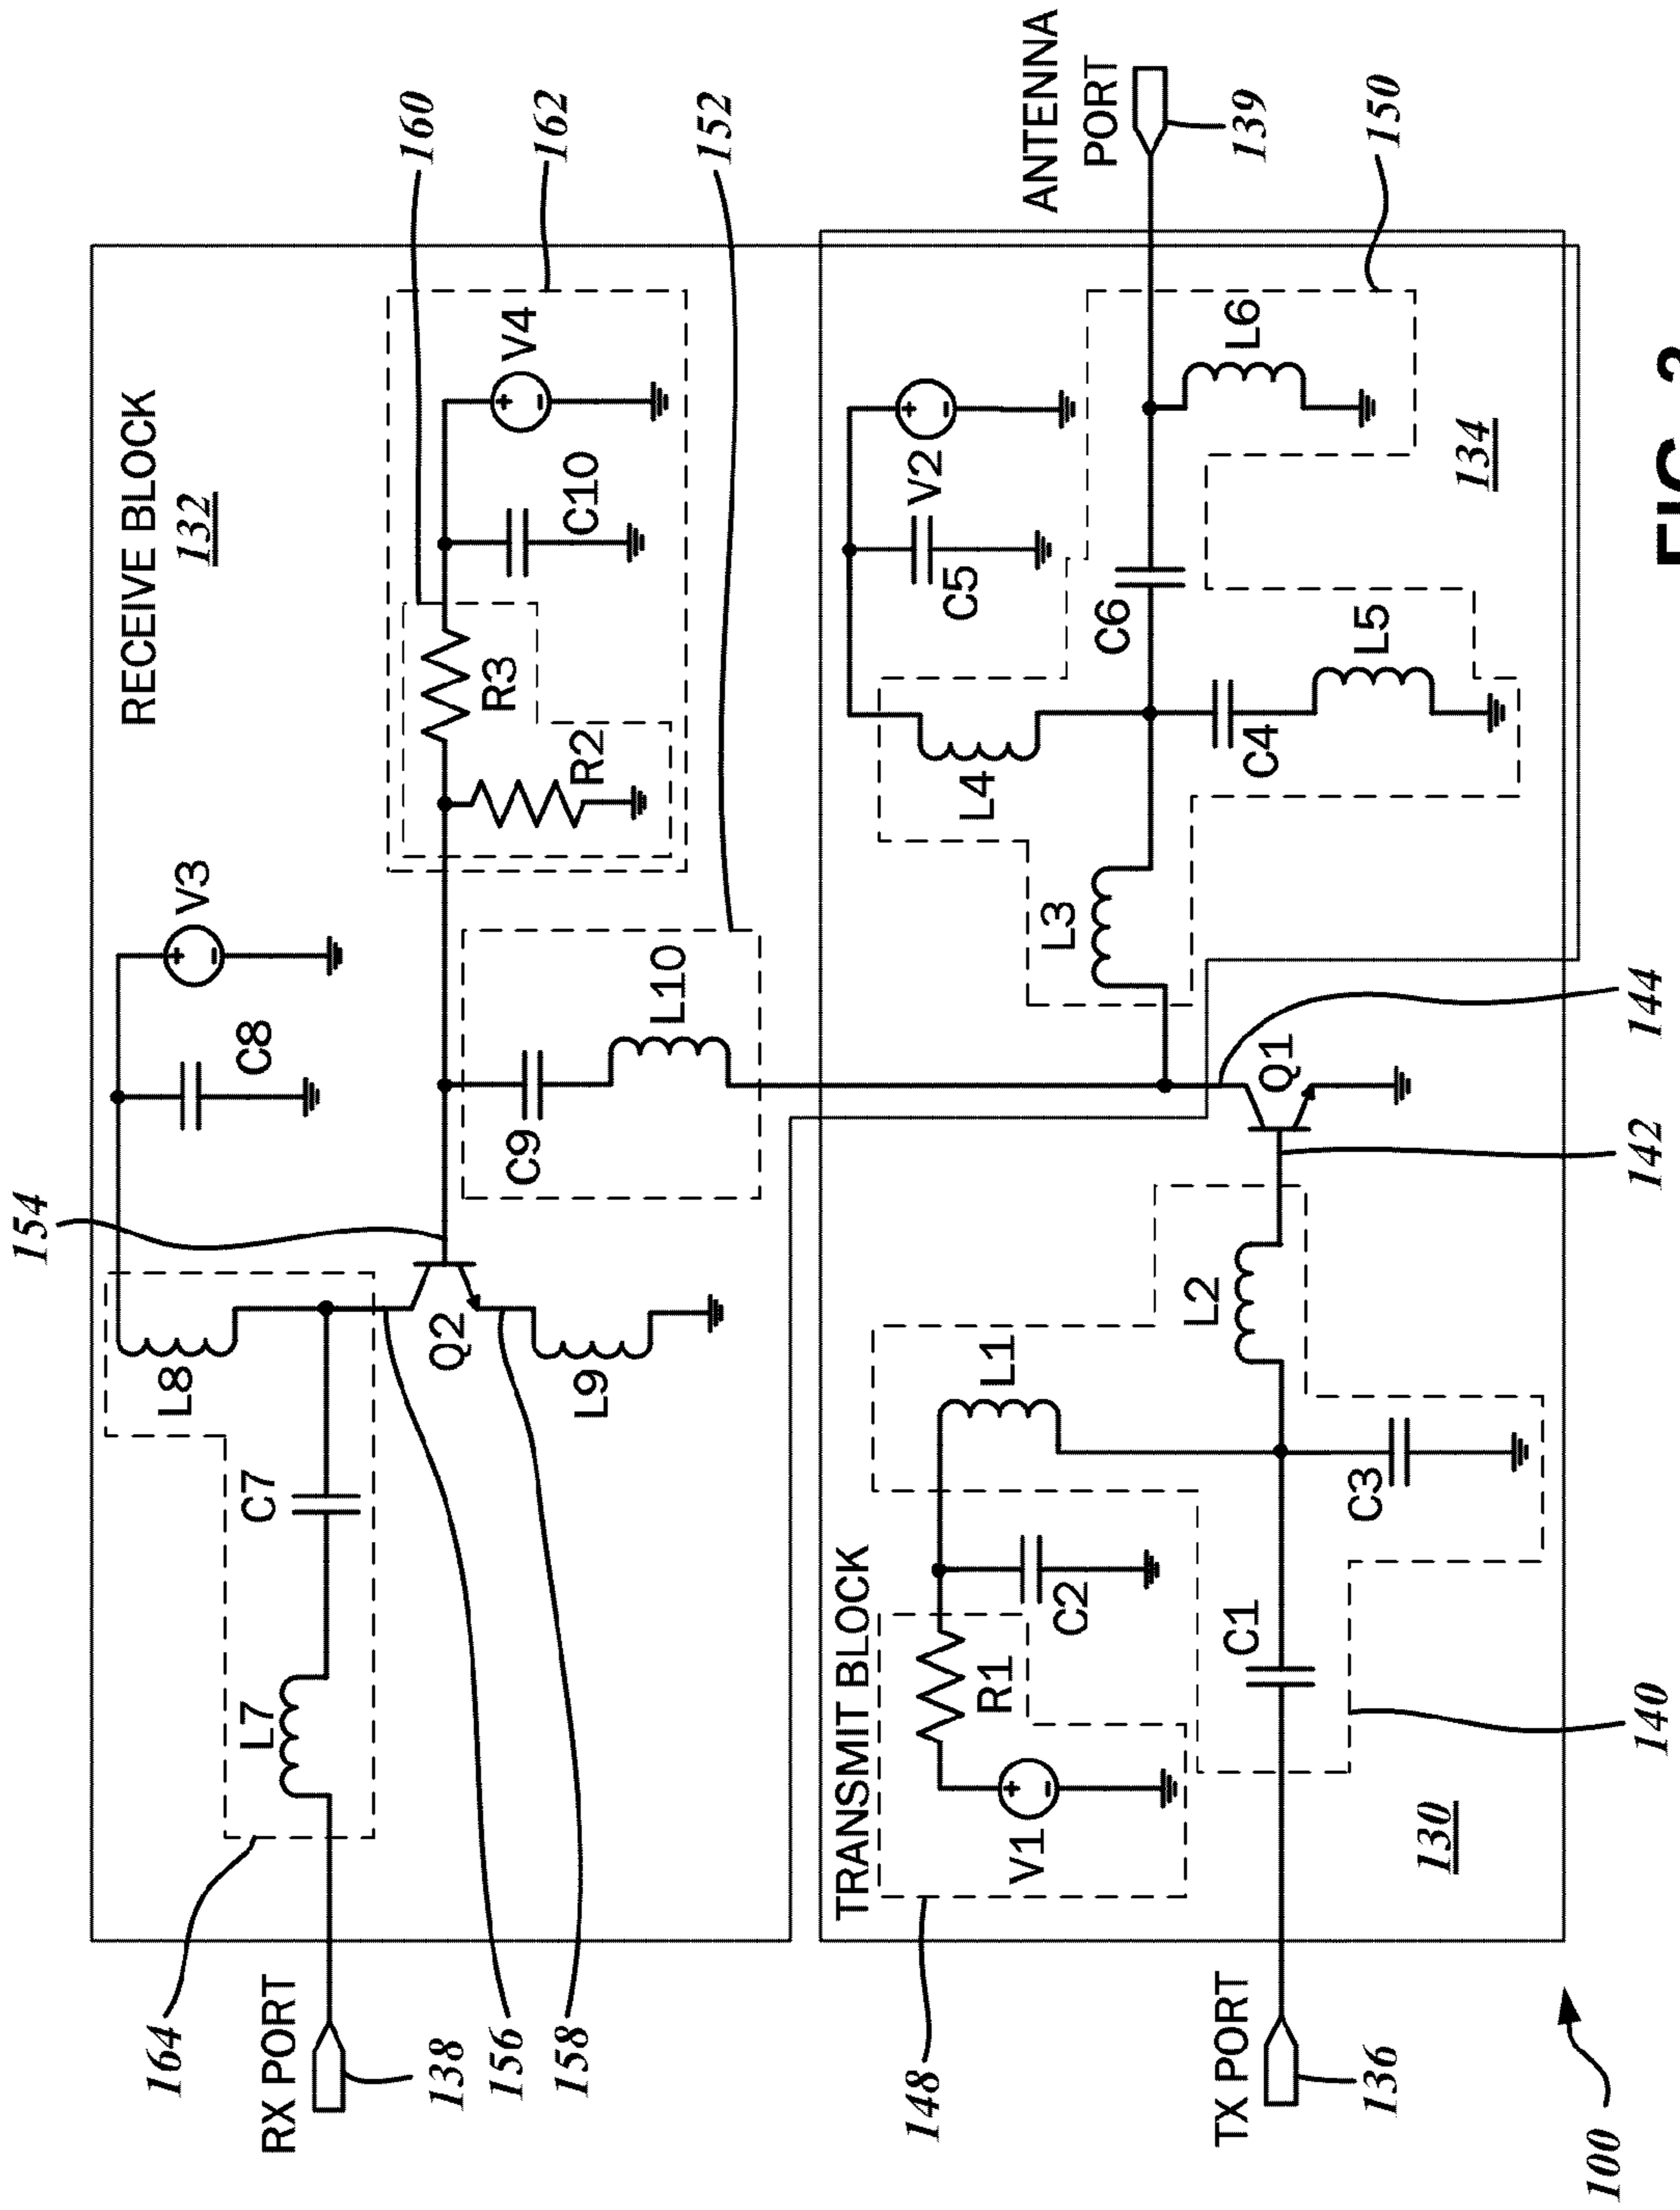 154
RECEIVE BLOCK
132
164
L8
V3
RX PORT
138
L7
C7
C8
160
162
152
156
158
Q2
L9
C9
L10
R2
R3
C10
V4
TRANSMIT BLOCK
148
V1
R1
C2
L1
L4
C5
V2
ANTENNA
PORT
139
150
L3
C6
L6
TX PORT
136
C1
L2
Q1
C4
L5
C3
130
134
100
140
142
144
FIG